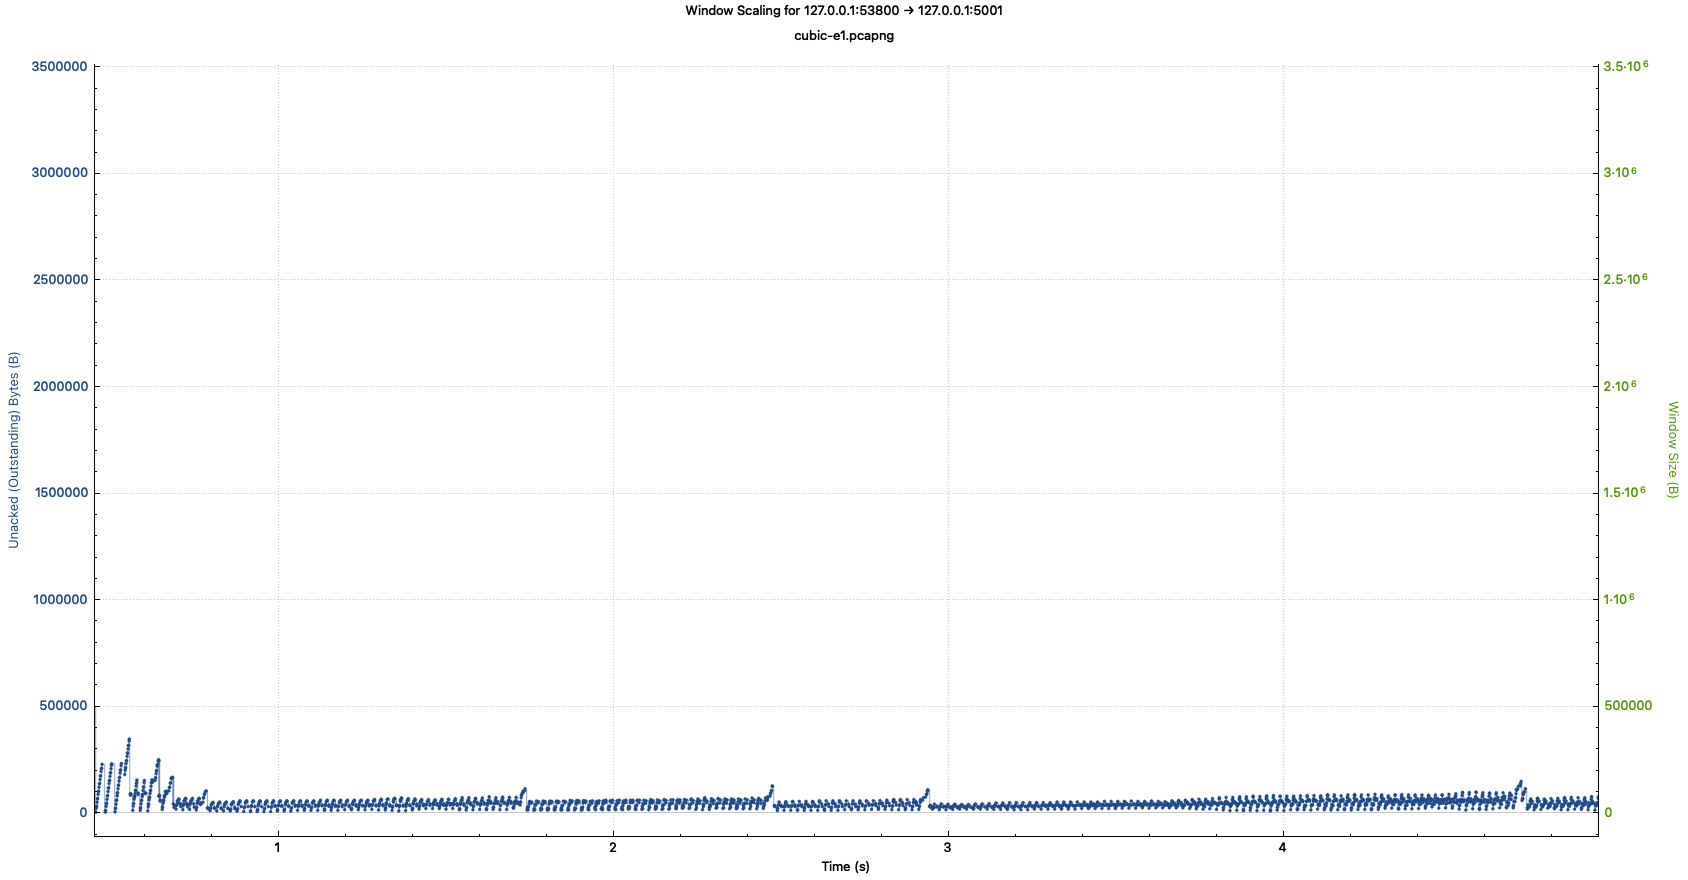 Window Scaling for 127.0.0.1:53800 → 127.0.0.1:5001
cubic-e1.pcapng
3500000
3000000
2500000
2000000
1500000
1000000
500000
0
Unacked (Outstanding) Bytes (B)
3.5·10⁶
3·10⁶
2.5·10⁶
2·10⁶
1.5·10⁶
1·10⁶
500000
0
Window Size (B)
1 2 3 4
Time (s)